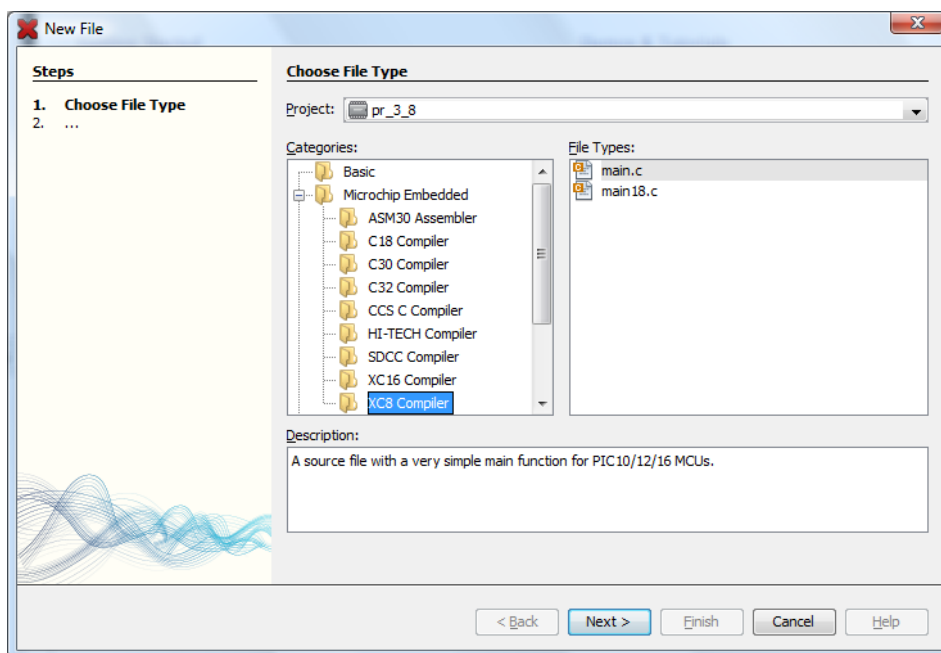 New File
Steps
1. Choose File Type
2. ...
Choose File Type
Project: pr_3_8
Categories:
Basic
Microchip Embedded
ASM30 Assembler
C18 Compiler
C30 Compiler
C32 Compiler
CCS C Compiler
HI-TECH Compiler
SDCC Compiler
XC16 Compiler
XC8 Compiler
File Types:
main.c
main18.c
Description:
A source file with a very simple main function for PIC10/12/16 MCUs.
< Back Next > Finish Cancel Help